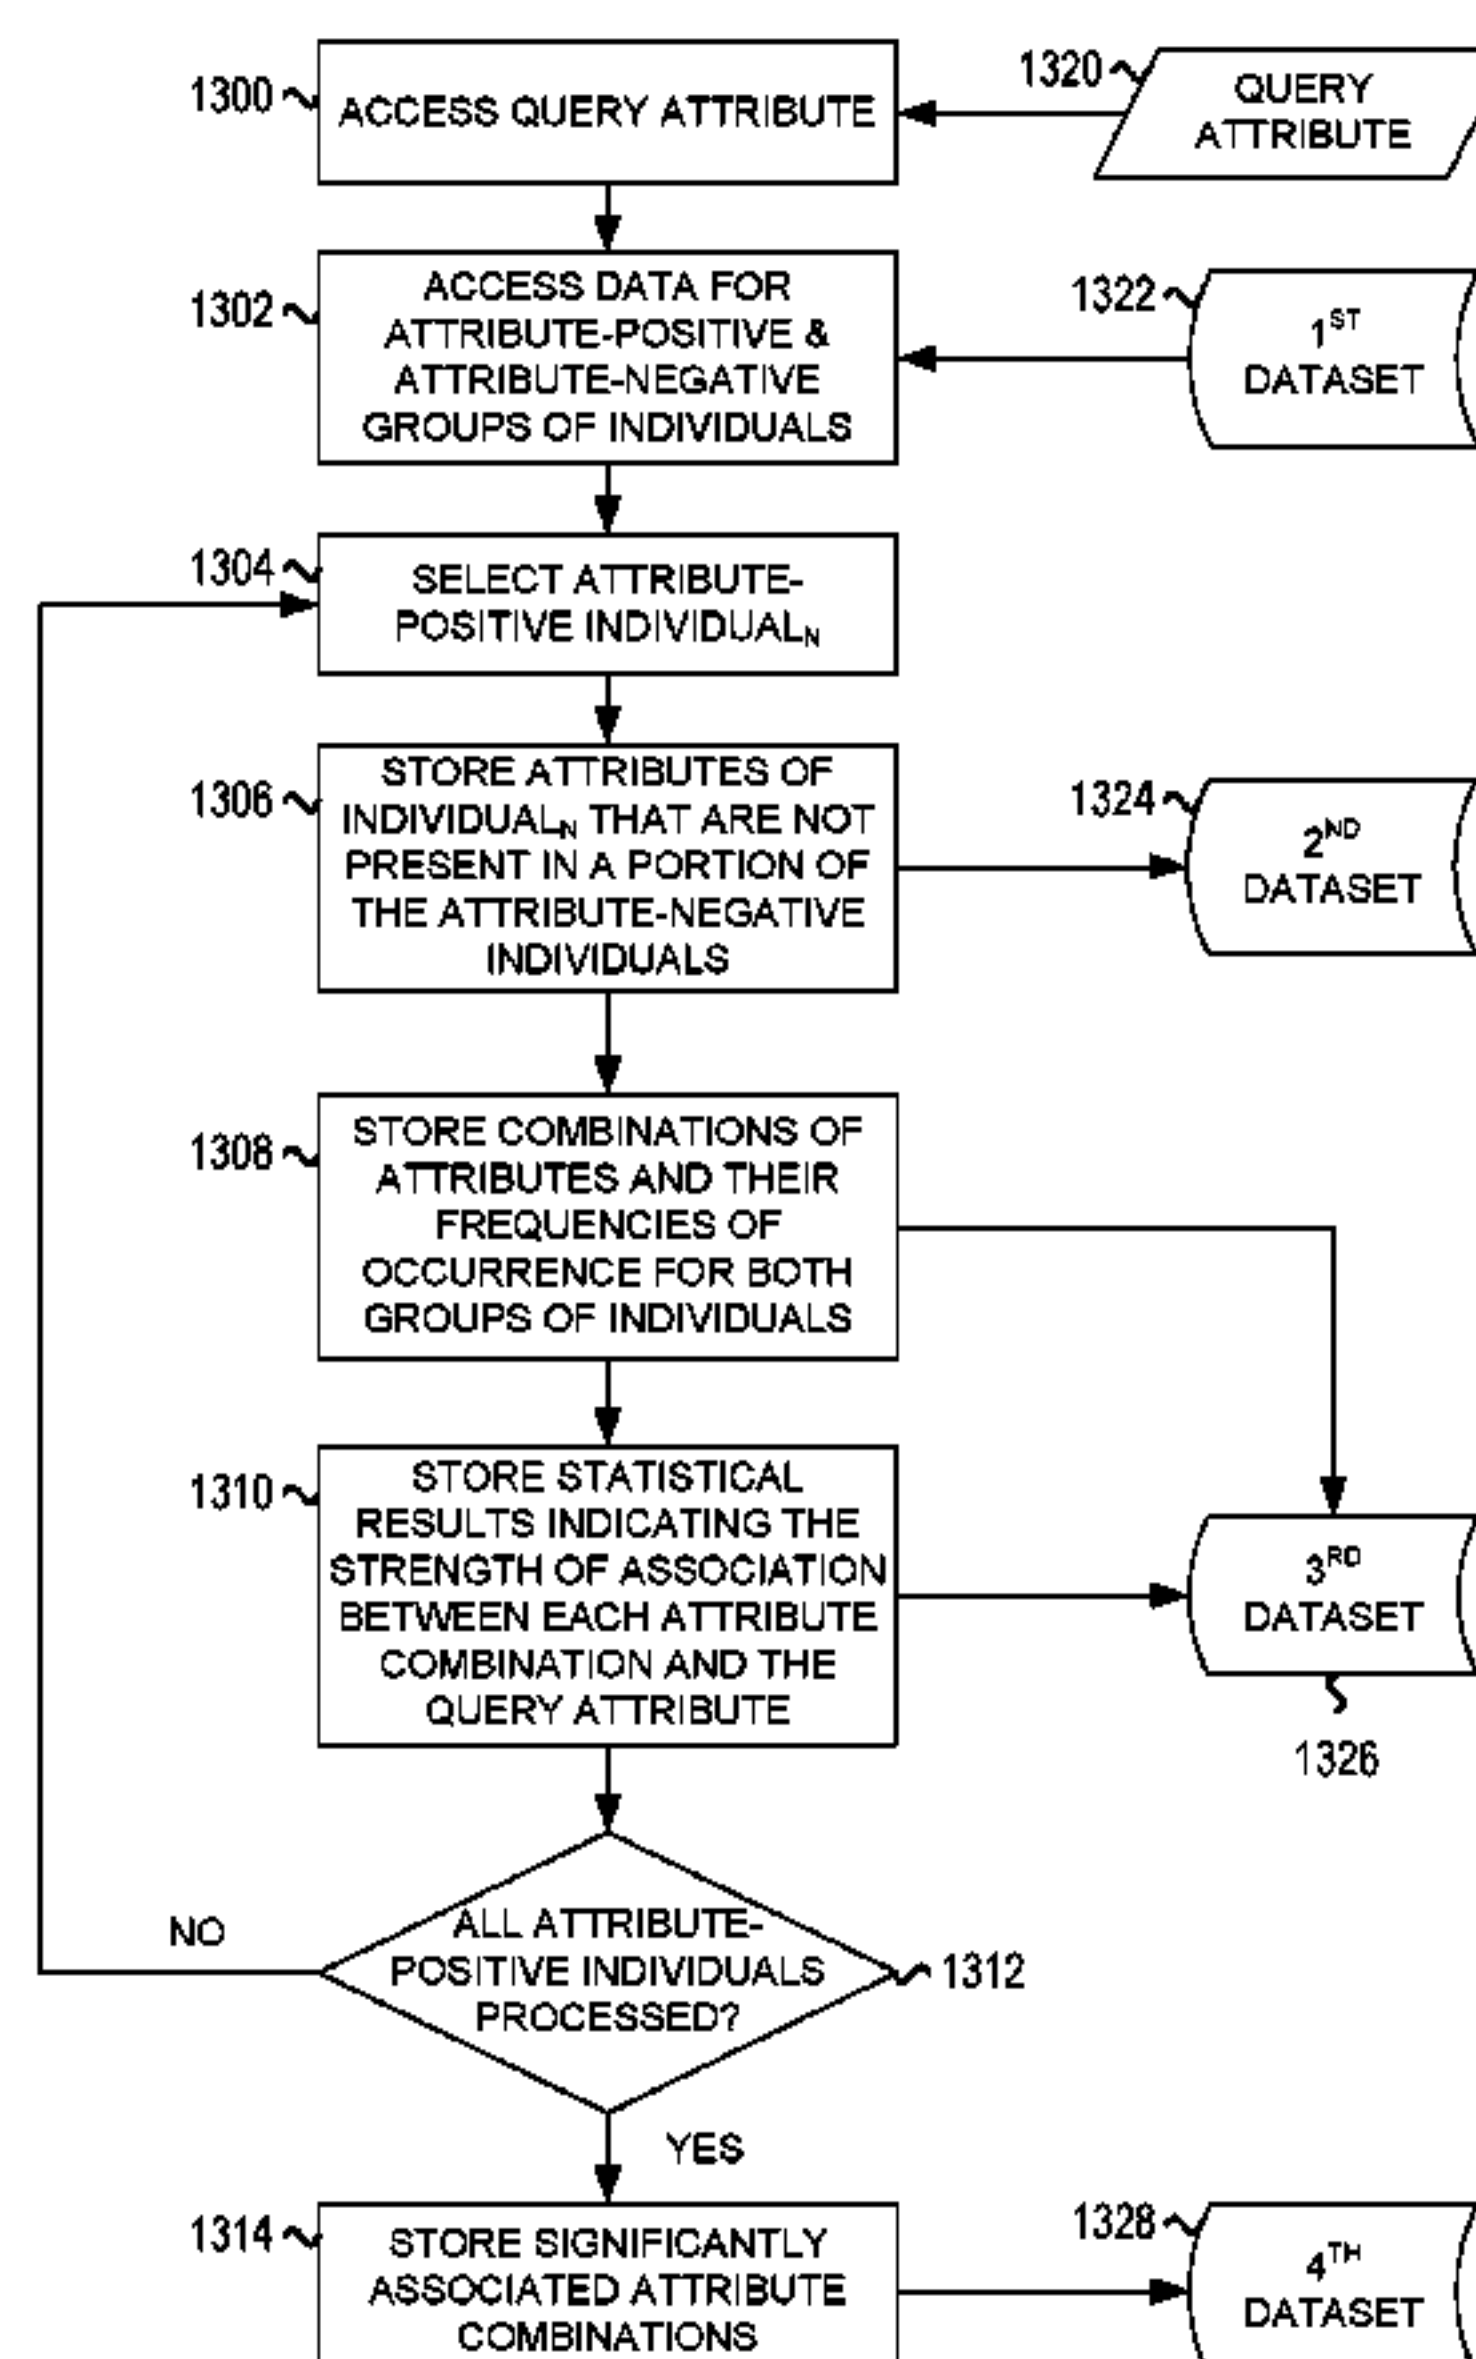 1300
ACCESS QUERY ATTRIBUTE
1320
QUERY
ATTRIBUTE
1302
ACCESS DATA FOR
ATTRIBUTE-POSITIVE &
ATTRIBUTE-NEGATIVE
GROUPS OF INDIVIDUALS
1322
1ST
DATASET
1304
SELECT ATTRIBUTE-
POSITIVE INDIVIDUALN
1306
STORE ATTRIBUTES OF
INDIVIDUALN THAT ARE NOT
PRESENT IN A PORTION OF
THE ATTRIBUTE-NEGATIVE
INDIVIDUALS
1324
2ND
DATASET
1308
STORE COMBINATIONS OF
ATTRIBUTES AND THEIR
FREQUENCIES OF
OCCURRENCE FOR BOTH
GROUPS OF INDIVIDUALS
1310
STORE STATISTICAL
RESULTS INDICATING THE
STRENGTH OF ASSOCIATION
BETWEEN EACH ATTRIBUTE
COMBINATION AND THE
QUERY ATTRIBUTE
3RD
DATASET
1326
NO
ALL ATTRIBUTE-
POSITIVE INDIVIDUALS
PROCESSED?
1312
YES
1314
STORE SIGNIFICANTLY
ASSOCIATED ATTRIBUTE
COMBINATIONS
1328
4TH
DATASET